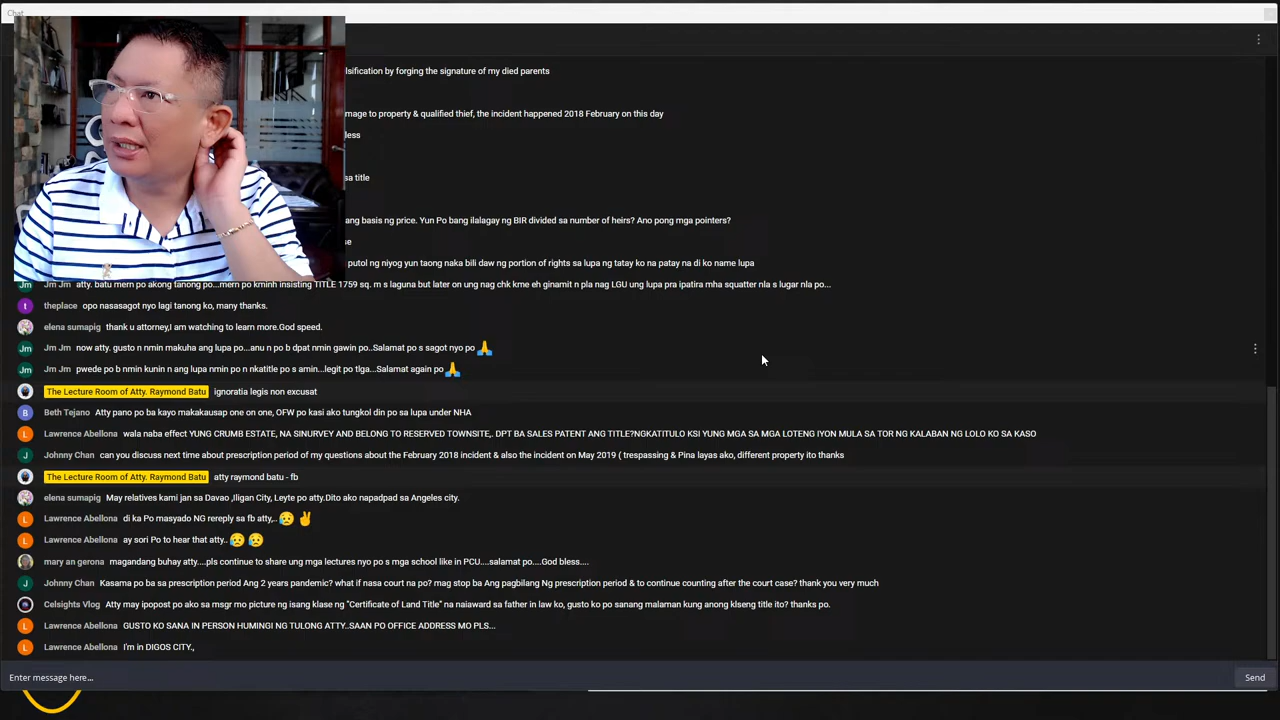 Chat
lsification by forging the signature of my died parents
mage to property & qualified thief, the incident happened 2018 February on this day
less
sa title
ang basis ng price. Yun Po bang ilalagay ng BIR divided sa number of heirs? Ano pong mga pointers?
se
putol ng niyog yun taong naka bili daw ng portion of rights sa lupa ng tatay ko na patay na di ko name lupa
Jm Jm Jm atty. batu mern po akong tanong po...mern po kminh insisting TITLE 1759 sq. m s laguna but later on ung nag chk kme eh ginamit n pla nag LGU ung lupa pra ipatira mha squatter nla s lugar nla po...
t theplace opo nasasagot nyo lagi tanong ko, many thanks.
elena sumapig thank u attorney,I am watching to learn more.God speed.
Jm Jm Jm now atty. gusto n nmin makuha ang lupa po...anu n po b dpat nmin gawin po..Salamat po s sagot nyo po 🙏
Jm Jm Jm pwede po b nmin kunin n ang lupa nmin po n nkatitle po s amin...legit po tlga...Salamat again po 🙏
The Lecture Room of Atty. Raymond Batu ignoratia legis non excusat
B Beth Tejano Atty pano po ba kayo makakausap one on one, OFW po kasi ako tungkol din po sa lupa under NHA
L Lawrence Abellona wala naba effect YUNG CRUMB ESTATE, NA SINURVEY AND BELONG TO RESERVED TOWNSITE,. DPT BA SALES PATENT ANG TITLE?NGKATITULO KSI YUNG MGA SA MGA LOTENG IYON MULA SA TOR NG KALABAN NG LOLO KO SA KASO
J Johnny Chan can you discuss next time about prescription period of my questions about the February 2018 incident & also the incident on May 2019 ( trespassing & Pina layas ako, different property ito thanks
The Lecture Room of Atty. Raymond Batu atty raymond batu - fb
elena sumapig May relatives kami jan sa Davao ,Iligan City, Leyte po atty.Dito ako napadpad sa Angeles city.
L Lawrence Abellona di ka Po masyado NG rereply sa fb atty,.. 😥 ✌
L Lawrence Abellona ay sori Po to hear that atty.. 😥 😥
mary an gerona magandang buhay atty....pls continue to share ung mga lectures nyo po s mga school like in PCU....salamat po....God bless....
J Johnny Chan Kasama po ba sa prescription period Ang 2 years pandemic? what if nasa court na po? mag stop ba Ang pagbilang Ng prescription period & to continue counting after the court case? thank you very much
Celsights Vlog Atty may ipopost po ako sa msgr mo picture ng isang klase ng "Certificate of Land Title" na naiaward sa father in law ko, gusto ko po sanang malaman kung anong klseng title ito? thanks po.
L Lawrence Abellona GUSTO KO SANA IN PERSON HUMINGI NG TULONG ATTY..SAAN PO OFFICE ADDRESS MO PLS...
L Lawrence Abellona I'm in DIGOS CITY.,
Enter message here...
Send